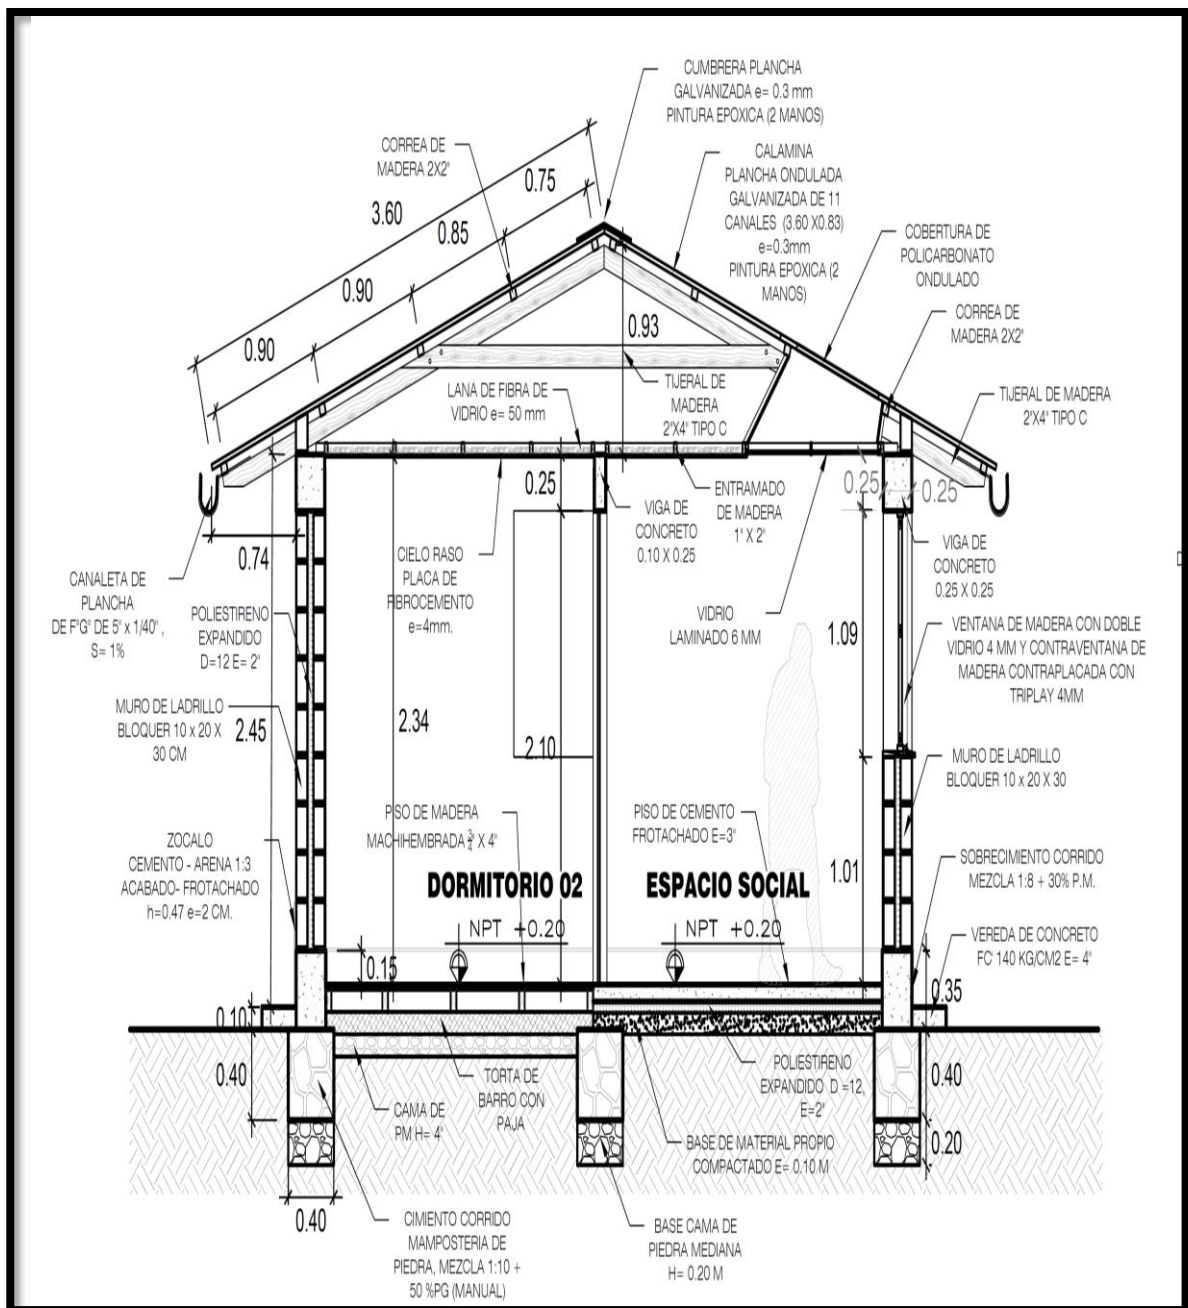 CUMBRERA PLANCHA
GALVANIZADA e= 0.3 mm
PINTURA EPOXICA (2 MANOS)
CORREA DE
MADERA 2X2"
CALAMINA
PLANCHA ONDULADA
GALVANIZADA DE 11
CANALES (3.60 X0.83)
e=0.3mm
PINTURA EPOXICA (2
MANOS)
0.75
3.60
0.85
0.90
0.90
COBERTURA DE
POLICARBONATO
ONDULADO
CORREA DE
MADERA 2X2"
0.93
LANA DE FIBRA DE
VIDRIO e= 50 mm
TIJERAL DE
MADERA
2"X4" TIPO C
TIJERAL DE MADERA
2"X4" TIPO C
0.25
ENTRAMADO
DE MADERA
1" X 2"
VIGA DE
CONCRETO
0.10 X 0.25
0.25
0.25
VIGA DE
CONCRETO
0.25 X 0.25
0.74
CANALETA DE
PLANCHA
DE F"G" DE 5" x 1/40" ,
S= 1%
POLIESTIRENO
EXPANDIDO
D=12 E= 2"
CIELO RASO
PLACA DE
FIBROCEMENTO
e=4mm.
VIDRIO
LAMINADO 6 MM
1.09
VENTANA DE MADERA CON DOBLE
VIDRIO 4 MM Y CONTRAVENTANA DE
MADERA CONTRAPLACADA CON
TRIPLAY 4MM
MURO DE LADRILLO
BLOQUER 10 x 20 X
30 CM
2.45
2.34
2.10
MURO DE LADRILLO
BLOQUER 10 x 20 X 30
ZOCALO
CEMENTO - ARENA 1:3
ACABADO- FROTACHADO
h=0.47 e=2 CM.
PISO DE MADERA
MACHIHEMBRADA 3/4" X 4"
PISO DE CEMENTO
FROTACHADO E=3"
1.01
SOBRECIMIENTO CORRIDO
MEZCLA 1:8 + 30% P.M.
DORMITORIO 02
ESPACIO SOCIAL
NPT +0.20
NPT +0.20
VEREDA DE CONCRETO
FC' 140 KG/CM2 E= 4"
0.15
0.35
0.10
0.40
0.40
0.20
TORTA DE
BARRO CON
PAJA
CAMA DE
PM H= 4"
POLIESTIRENO
EXPANDIDO D =12,
E=2"
BASE DE MATERIAL PROPIO
COMPACTADO E= 0.10 M
0.40
CIMIENTO CORRIDO
MAMPOSTERIA DE
PIEDRA, MEZCLA 1:10 +
50 %PG (MANUAL)
BASE CAMA DE
PIEDRA MEDIANA
H= 0.20 M